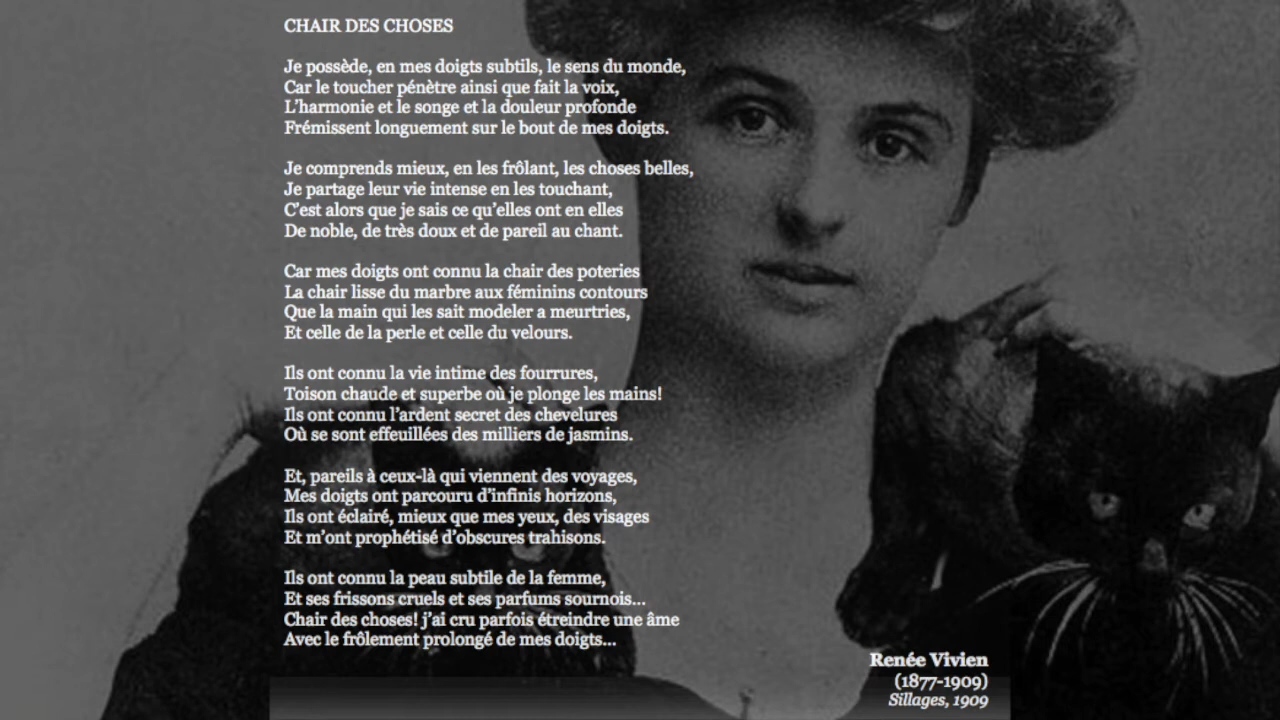 CHAIR DES CHOSES
Je possède, en mes doigts subtils, le sens du monde,
Car le toucher pénètre ainsi que fait la voix,
L'harmonie et le songe et la douleur profonde
Frémissent longuement sur le bout de mes doigts.
Je comprends mieux, en les frôlant, les choses belles,
Je partage leur vie intense en les touchant,
C'est alors que je sais ce qu'elles ont en elles
De noble, de très doux et de pareil au chant.
Car mes doigts ont connu la chair des poteries
La chair lisse du marbre aux féminins contours
Que la main qui les sait modeler a meurtries,
Et celle de la perle et celle du velours.
Ils ont connu la vie intime des fourrures,
Toison chaude et superbe où je plonge les mains!
Ils ont connu l'ardent secret des chevelures
Où se sont effeuillées des milliers de jasmins.
Et, pareils à ceux-là qui viennent des voyages,
Mes doigts ont parcouru d'infinis horizons,
Ils ont éclairé, mieux que mes yeux, des visages
Et m'ont prophétisé d'obscures trahisons.
Ils ont connu la peau subtile de la femme,
Et ses frissons cruels et ses parfums sournois...
Chair des choses! j'ai cru parfois étreindre une âme
Avec le frôlement prolongé de mes doigts...
Renée Vivien
(1877-1909)
Sillages, 1909